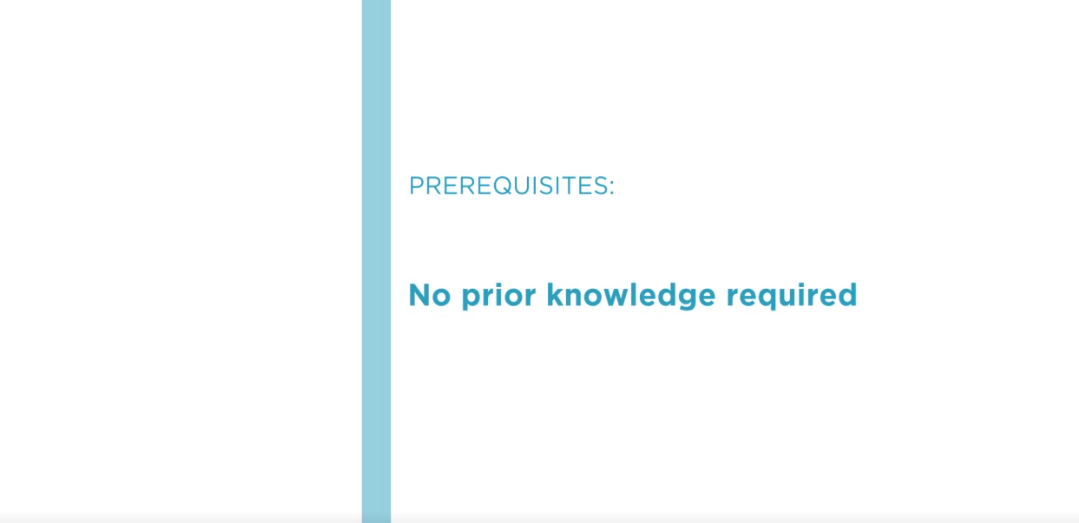 PREREQUISITES:
No prior knowledge required